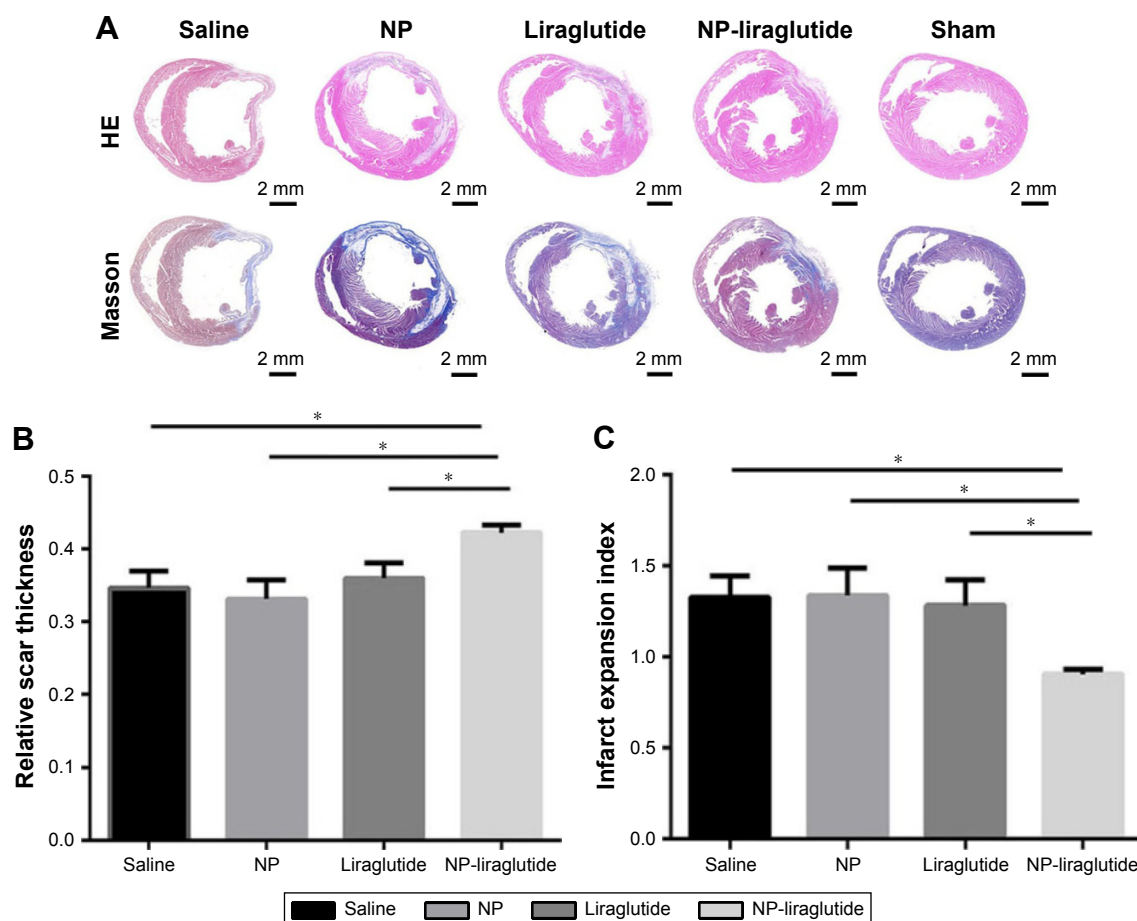 A
Saline NP Liraglutide NP-liraglutide Sham
HE
2 mm 2 mm 2 mm 2 mm 2 mm
Masson
2 mm 2 mm 2 mm 2 mm 2 mm
B
*
*
*
Relative scar thickness
0.5
0.4
0.3
0.2
0.1
0.0
Saline NP Liraglutide NP-liraglutide
C
*
*
*
Infarct expansion index
2.0
1.5
1.0
0.5
0.0
Saline NP Liraglutide NP-liraglutide
Saline NP Liraglutide NP-liraglutide